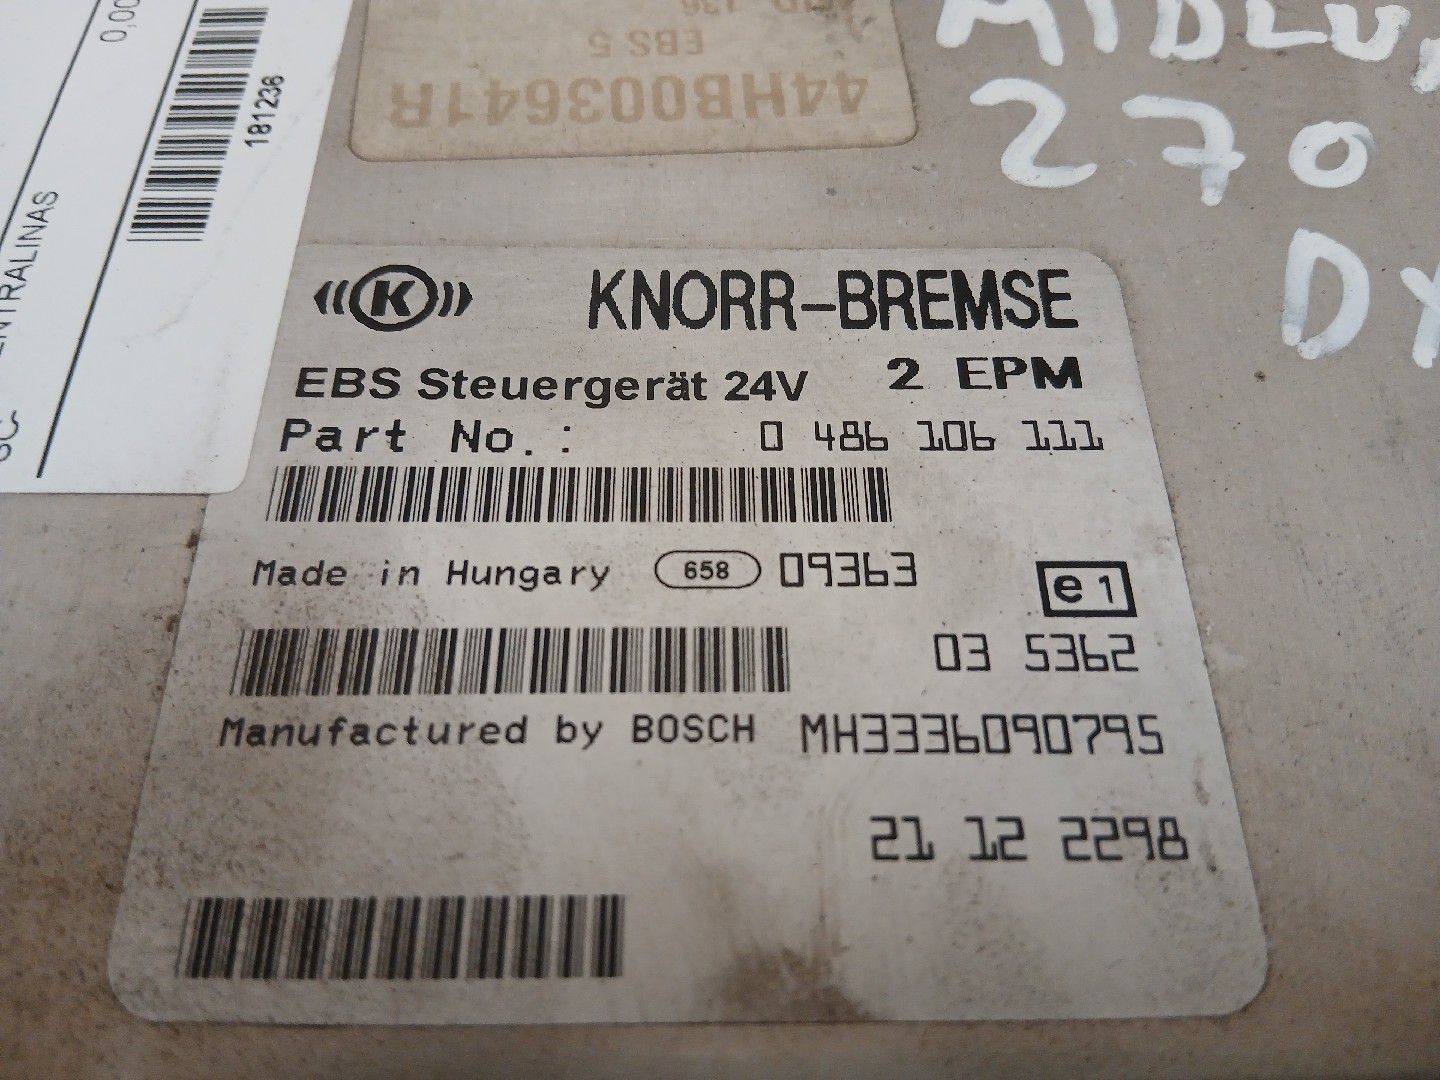 0,00
181236
44HB003641R
EBS 5
MIDLU
270
K
KNORR-BREMSE
EBS Steuergerät 24V 2 EPM
Part No.: 0 486 106 111
Made in Hungary 658 09363
e1
03 5362
Manufactured by BOSCH MH3336090795
21 12 2298